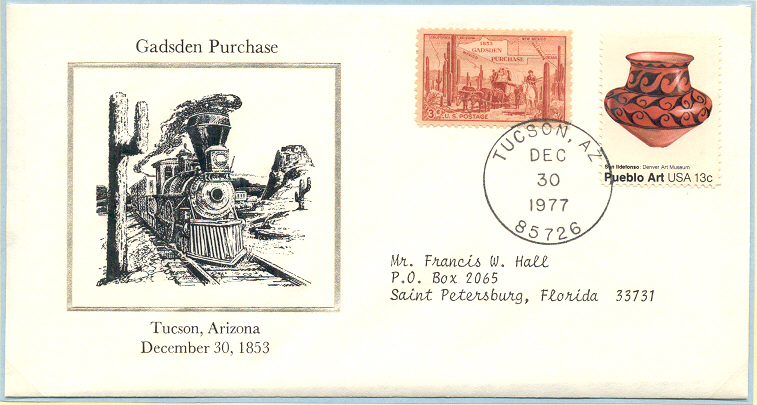 Gadsden Purchase
Tucson, Arizona
December 30, 1853
1853
GADSDEN
PURCHASE
3¢ U.S. POSTAGE
San Ildefonso: Denver Art Museum
Pueblo Art USA 13c
TUCSON, AZ
DEC
30
1977
85726
Mr. Francis W. Hall
P.O. Box 2065
Saint Petersburg, Florida 33731